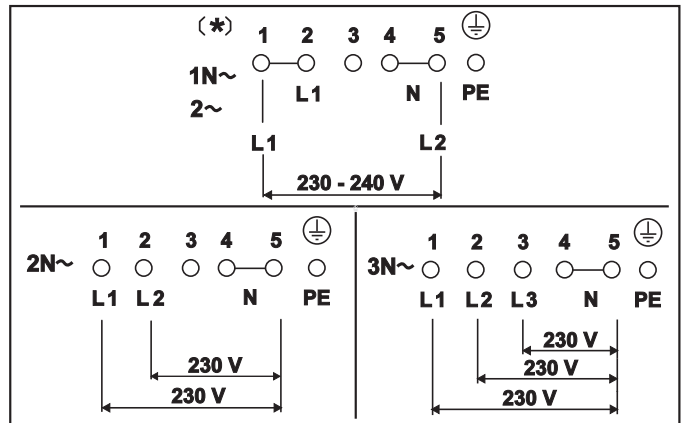 (*) 1 2 3 4 5
1N~
L1 N PE
2~
L1 L2
230 - 240 V
1 2 3 4 5
2N~
L1 L2 N PE
230 V
230 V
1 2 3 4 5
3N~
L1 L2 L3 N PE
230 V
230 V
230 V